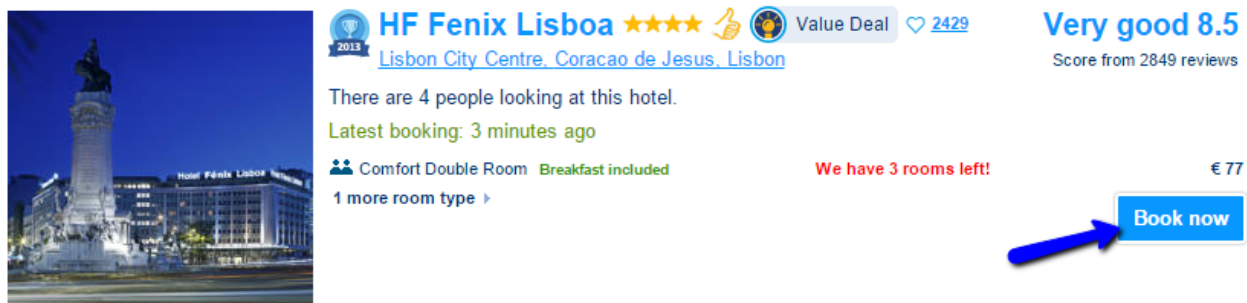 HF Fenix Lisboa
Value Deal
2429
Very good 8.5
2013
Lisbon City Centre, Coracao de Jesus, Lisbon
Score from 2849 reviews
There are 4 people looking at this hotel.
Latest booking: 3 minutes ago
Comfort Double Room Breakfast included
We have 3 rooms left!
€ 77
1 more room type
Book now
Hotel Fénix Lisboa